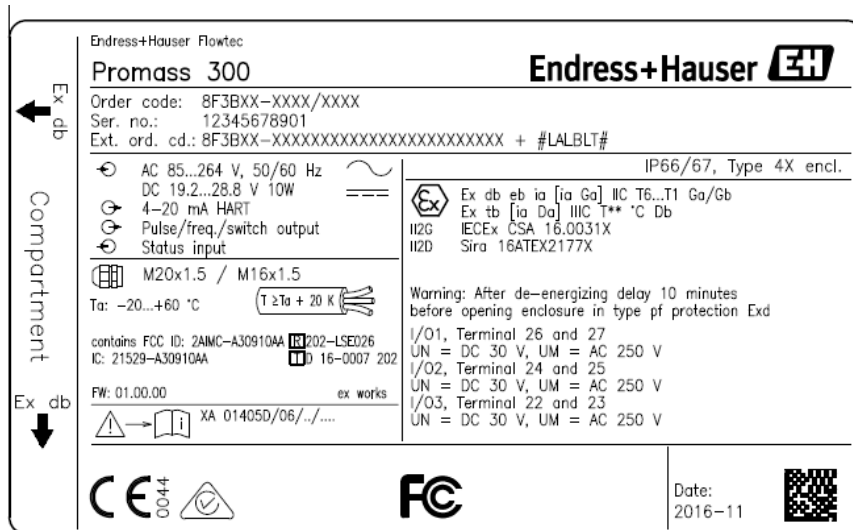 Endress+Hauser Flowtec
Promass 300
Endress+Hauser EH
Order code: 8F3BXX-XXXX/XXXX
Ser. no.: 12345678901
Ext. ord. cd.: 8F3BXX-XXXXXXXXXXXXXXXXXXXXXXXX + #LALBLT#
Ex db
Compartment
Ex db
AC 85...264 V, 50/60 Hz
DC 19.2...28.8 V 10W
4-20 mA HART
Pulse/freq./switch output
Status input
M20x1.5 / M16x1.5
Ta: -20...+60 °C
T ≥Ta + 20 K
contains FCC ID: 2AIMC-A30910AA R 202-LSE026
IC: 21529-A30910AA T D 16-0007 202
FW: 01.00.00 ex works
i XA 01405D/06/../....
IP66/67, Type 4X encl.
Ex
Ex db eb ia [ia Ga] IIC T6...T1 Ga/Gb
Ex tb [ia Da] IIIC T** °C Db
II2G IECEx CSA 16.0031X
II2D Sira 16ATEX2177X
Warning: After de-energizing delay 10 minutes
before opening enclosure in type pf protection Exd
I/O1, Terminal 26 and 27
UN = DC 30 V, UM = AC 250 V
I/O2, Terminal 24 and 25
UN = DC 30 V, UM = AC 250 V
I/O3, Terminal 22 and 23
UN = DC 30 V, UM = AC 250 V
CE 0044
FC
Date:
2016-11